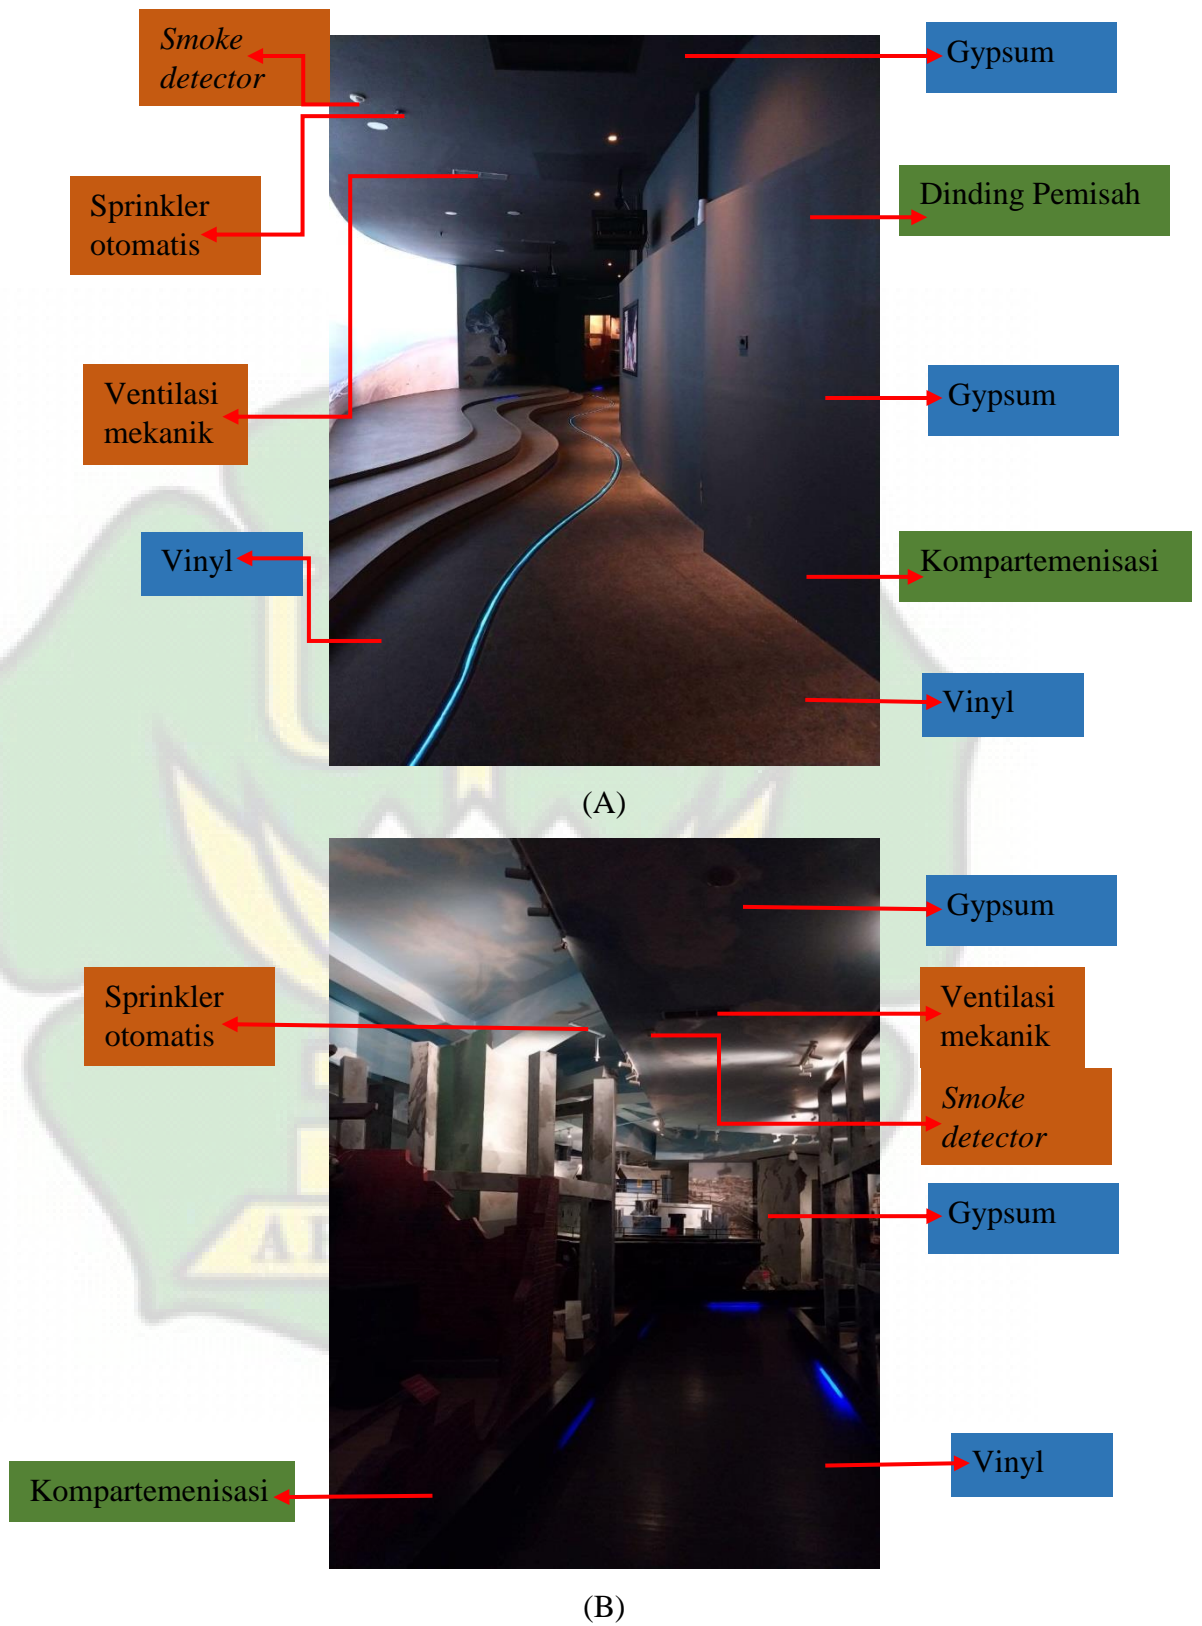 Smoke
detector
Gypsum
Sprinkler
otomatis
Dinding Pemisah
Ventilasi
mekanik
Gypsum
Vinyl
Kompartemenisasi
Vinyl
(A)
Gypsum
Sprinkler
otomatis
Ventilasi
mekanik
Smoke
detector
Gypsum
Vinyl
Kompartemenisasi
(B)